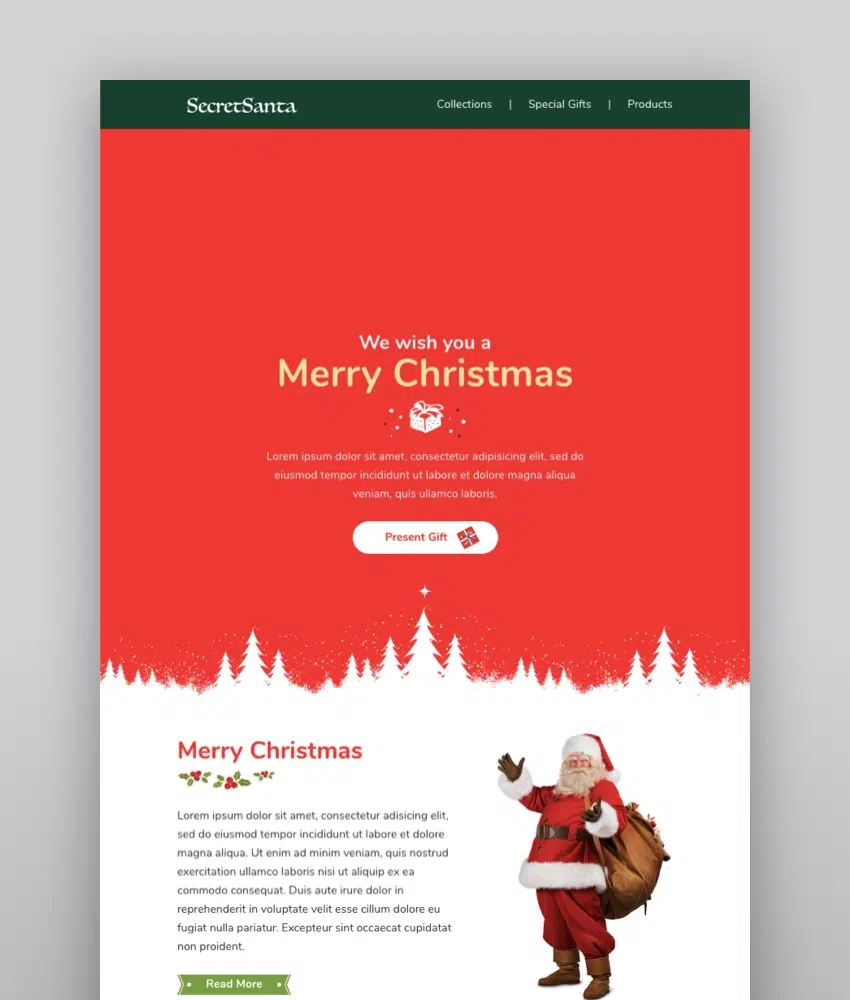 SecretSanta
Collections | Special Gifts | Products
We wish you a
Merry Christmas
Lorem ipsum dolor sit amet, consectetur adipisicing elit, sed do
eiusmod tempor incididunt ut labore et dolore magna aliqua
veniam, quis ullamco laboris.
Present Gift
Merry Christmas
Lorem ipsum dolor sit amet, consectetur adisicing elit,
sed do eiusmod tempor incididunt ut labore et dolore
magna aliqua. Ut enim ad minim veniam, quis nostrud
exercitation ullamco laboris nisi ut aliquip ex ea
commodo consequat. Duis aute irure dolor in
reprehenderit in voluptate velit esse cillum dolore eu
fugiat nulla pariatur. Excepteur sint occaecat cupidatat
non proident.
Read More